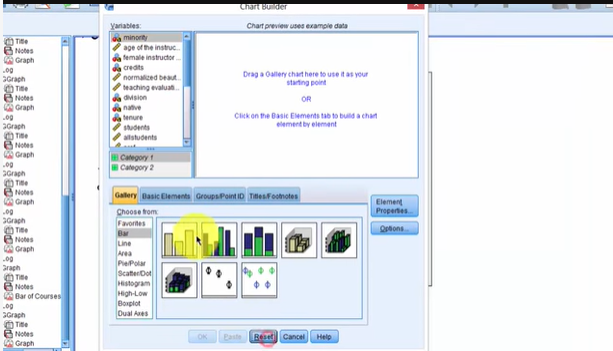 Chart Builder
Variables:
Chart preview uses example data
minority
age of the instruc...
female instructor ...
credits
normalized beaut...
teaching evaluati...
division
native
tenure
students
allstudents
Category 1
Category 2
Drag a Gallery chart here to use it as your
starting point
OR
Click on the Basic Elements tab to build a chart
element by element
Gallery
Basic Elements
Groups/Point ID
Titles/Footnotes
Choose from:
Favorites
Bar
Line
Area
Pie/Polar
Scatter/Dot
Histogram
High-Low
Boxplot
Dual Axes
Element
Properties...
Options...
OK
Paste
Reset
Cancel
Help
Title
Notes
Graph
.og
GGraph
Title
Notes
Graph
.og
GGraph
Title
Notes
Graph
.og
GGraph
Title
Notes
Graph
.og
GGraph
Title
Notes
Graph
.og
Graph
Title
Notes
Bar of Courses
GGraph
Title
Notes
Graph